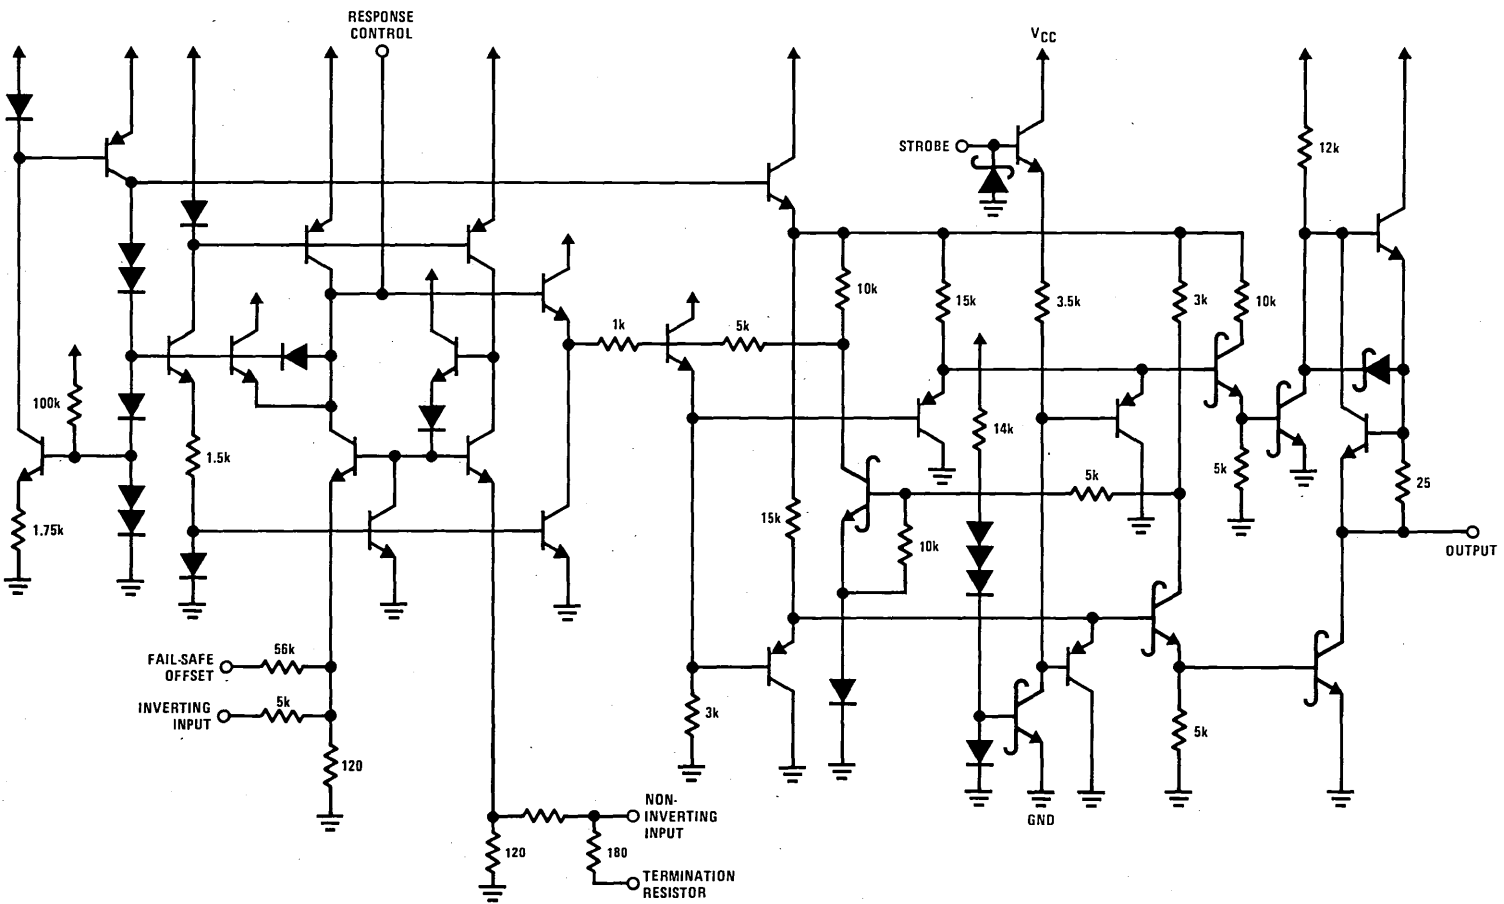 RESPONSE
CONTROL
VCC
STROBE
12k
10k
15k
3.5k
3k
10k
1k
5k
100k
14k
1.5k
5k
5k
25
1.75k
15k
10k
OUTPUT
FAIL-SAFE
OFFSET
56k
INVERTING
INPUT
5k
3k
5k
120
NON-
INVERTING
INPUT
GND
120
180
TERMINATION
RESISTOR